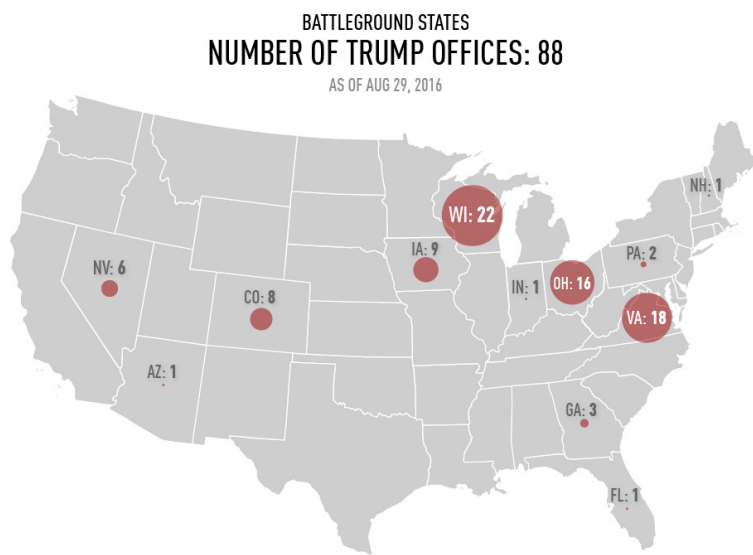 BATTLEGROUND STATES
NUMBER OF TRUMP OFFICES: 88
AS OF AUG 29, 2016
NH: 1
WI: 22
IA: 9
PA: 2
NV: 6
IN: 1
OH: 16
CO: 8
VA: 18
AZ: 1
GA: 3
FL: 1